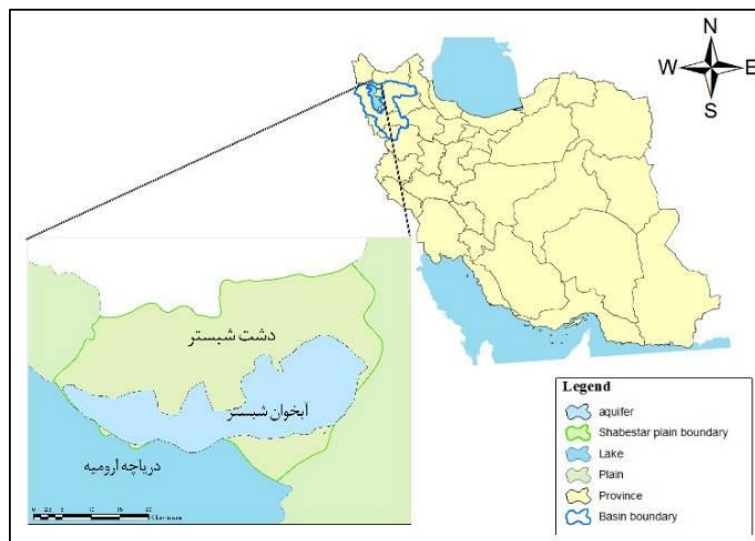 N
W E
S
دشت شبستر
آبخوان شبستر
دریاچه ارومیه
Legend
aquifer
Shabestar plain boundary
Lake
Plain
Province
Basin boundary